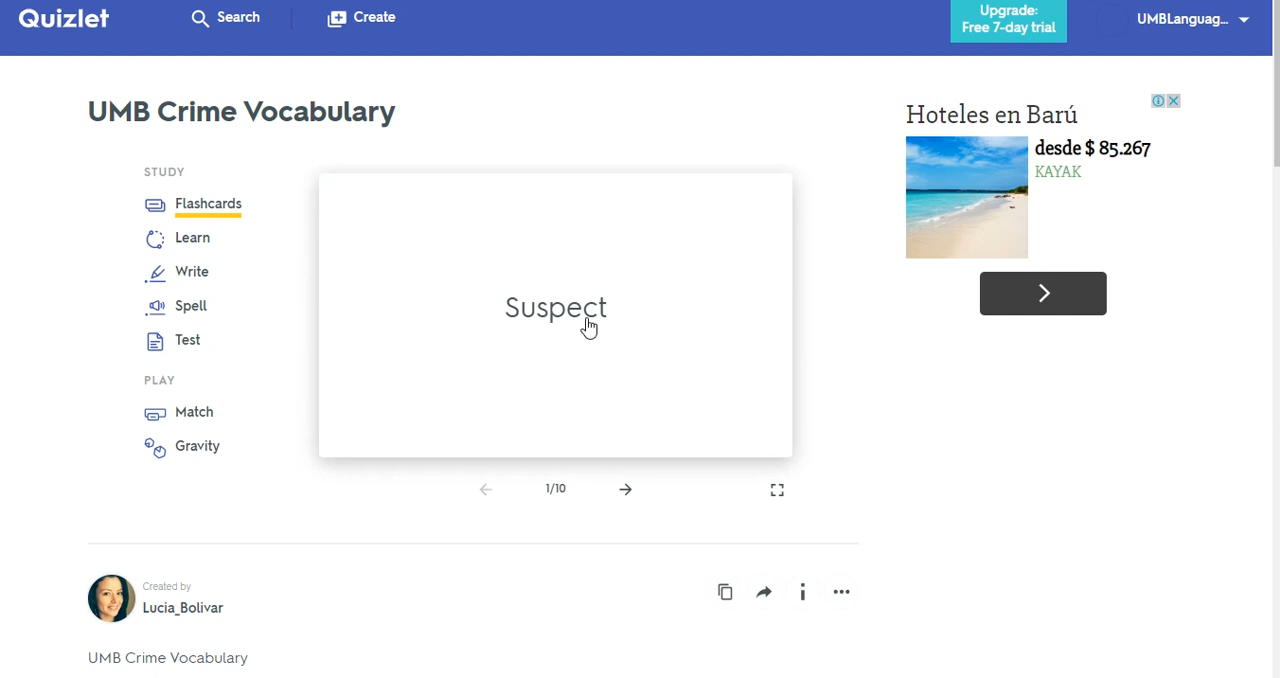 Quizlet
Search
Create
Upgrade:
Free 7-day trial
UMBLanguag...
UMB Crime Vocabulary
STUDY
Flashcards
Learn
Write
Spell
Test
PLAY
Match
Gravity
Suspect
1/10
Hoteles en Barú
desde $ 85.267
KAYAK
Created by
Lucia_Bolivar
UMB Crime Vocabulary